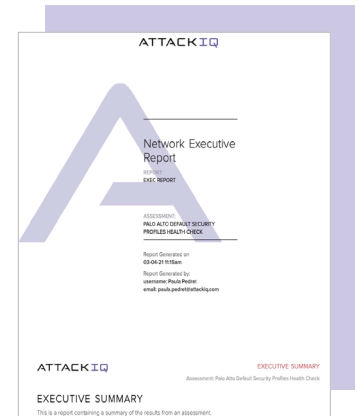 ATTACKIQ
Network Executive
Report
REPORT:
EXEC REPORT
ASSESSMENT:
PALO ALTO DEFAULT SECURITY
PROFILES HEALTH CHECK
Report Generated on
03-04-21 11:15am
Report Generated by:
username: Paula Pedret
email: paula.pedret@attackiq.com
ATTACKIQ
EXECUTIVE SUMMARY
Assessment: Palo Alto Default Security Profiles Health Check
EXECUTIVE SUMMARY
This is a report containing a summary of the results from an assessment.